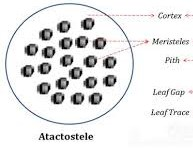 Cortex
Meristeles
Pith
Leaf Gap
Leaf Trace
Atactostele